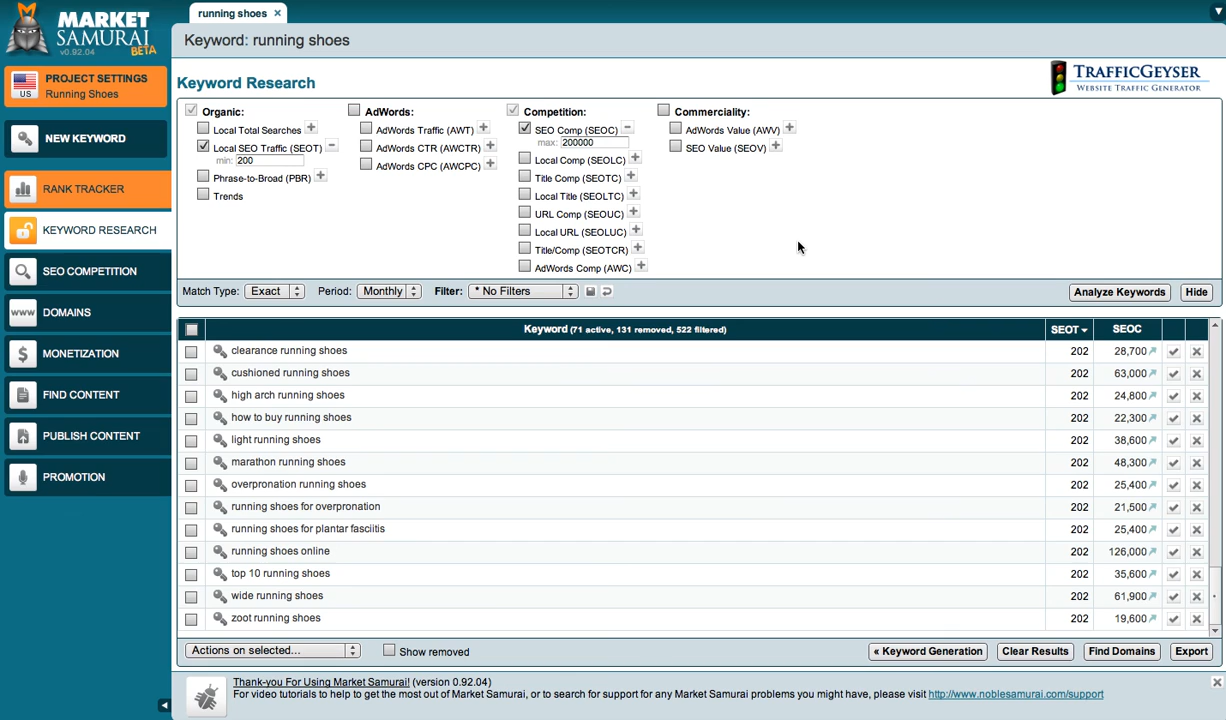 MARKET
SAMURAI
v0.92.04 BETA
running shoes
Keyword: running shoes
US
PROJECT SETTINGS
Running Shoes
NEW KEYWORD
RANK TRACKER
KEYWORD RESEARCH
SEO COMPETITION
www DOMAINS
$ MONETIZATION
FIND CONTENT
PUBLISH CONTENT
PROMOTION
Keyword Research
TRAFFICGEYSER
WEBSITE TRAFFIC GENERATOR
Organic:
Local Total Searches
Local SEO Traffic (SEOT)
min: 200
Phrase-to-Broad (PBR)
Trends
AdWords:
AdWords Traffic (AWT)
AdWords CTR (AWCTR)
AdWords CPC (AWCPC)
Competition:
SEO Comp (SEOC)
max: 200000
Local Comp (SEOLC)
Title Comp (SEOTC)
Local Title (SEOLTC)
URL Comp (SEOUC)
Local URL (SEOLUC)
Title/Comp (SEOTCR)
AdWords Comp (AWC)
Commerciality:
AdWords Value (AWV)
SEO Value (SEOV)
Match Type: Exact Period: Monthly Filter: * No Filters Analyze Keywords Hide
Keyword (71 active, 131 removed, 522 filtered) SEOT SEOC
clearance running shoes 202 28,700
cushioned running shoes 202 63,000
high arch running shoes 202 24,800
how to buy running shoes 202 22,300
light running shoes 202 38,600
marathon running shoes 202 48,300
overpronation running shoes 202 25,400
running shoes for overpronation 202 21,500
running shoes for plantar fasciitis 202 25,400
running shoes online 202 126,000
top 10 running shoes 202 35,600
wide running shoes 202 61,900
zoot running shoes 202 19,600
Actions on selected... Show removed « Keyword Generation Clear Results Find Domains Export
Thank-you For Using Market Samurai! (version 0.92.04)
For video tutorials to help to get the most out of Market Samurai, or to search for support for any Market Samurai problems you might have, please visit http://www.noblesamurai.com/support